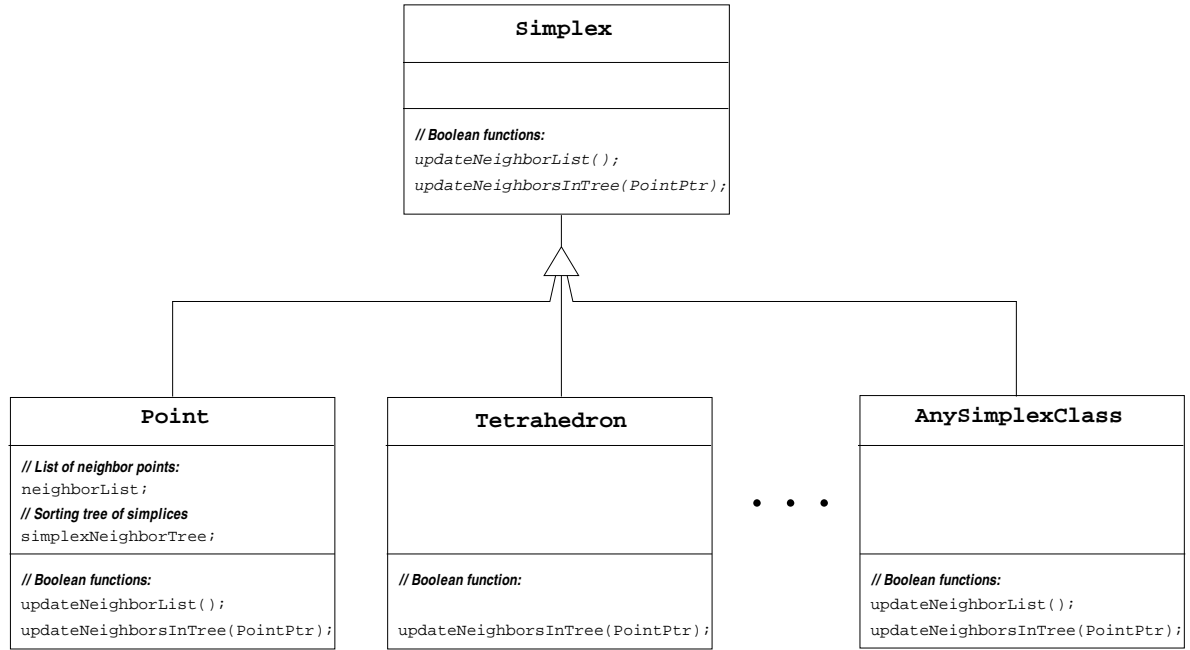 Simplex
// Boolean functions:
updateNeighborList();
updateNeighborsInTree(PointPtr);
Point
// List of neighbor points:
neighborList;
// Sorting tree of simplices
simplexNeighborTree;
// Boolean functions:
updateNeighborList();
updateNeighborsInTree(PointPtr);
Tetrahedron
// Boolean function:
updateNeighborsInTree(PointPtr);
. . .
AnySimplexClass
// Boolean functions:
updateNeighborList();
updateNeighborsInTree(PointPtr);